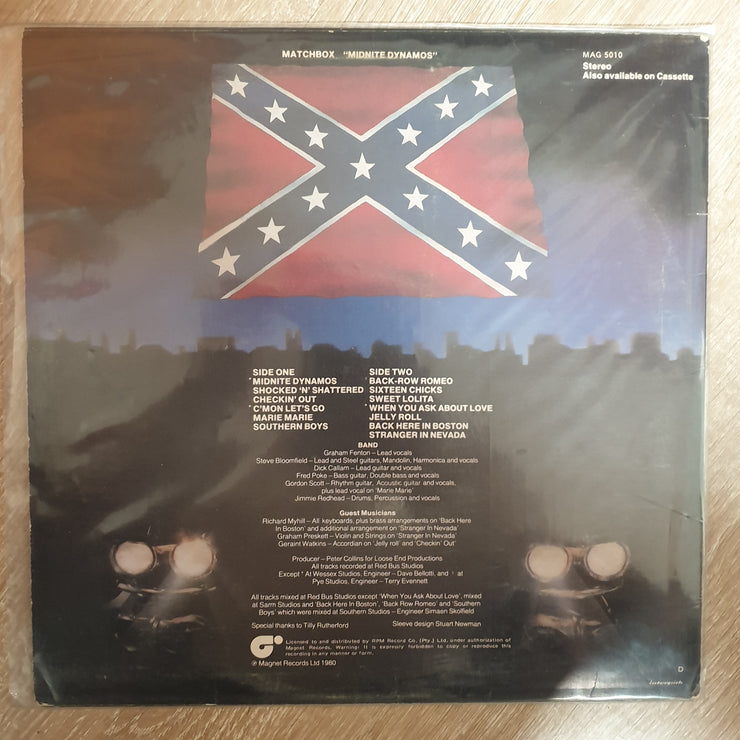 MATCHBOX "MIDNITE DYNAMOS"
MAG 5010
Stereo
Also available on Cassette
SIDE ONE
*MIDNITE DYNAMOS
SHOCKED 'N' SHATTERED
CHECKIN' OUT
*C'MON LET'S GO
MARIE MARIE
SOUTHERN BOYS
SIDE TWO
BACK-ROW ROMEO
SIXTEEN CHICKS
SWEET LOLITA
*WHEN YOU ASK ABOUT LOVE
JELLY ROLL
BACK HERE IN BOSTON
STRANGER IN NEVADA
BAND
Graham Fenton – Lead vocals
Steve Bloomfield – Lead and Steel guitars, Mandolin, Harmonica and vocals
Dick Callam – Lead guitar and vocals
Fred Poke – Bass guitar, Double bass and vocals
Gordon Scott – Rhythm guitar, Acoustic guitar and vocals,
plus lead vocal on 'Marie Marie'
Jimmie Redhead – Drums, Percussion and vocals
Guest Musicians
Richard Myhill – All keyboards, plus brass arrangements on 'Back Here
In Boston' and additional arrangement on 'Stranger In Nevada'
Graham Preskett – Violin and Strings on 'Stranger In Nevada'
Geraint Watkins – Accordian on 'Jelly roll' and 'Checkin' Out'
Producer – Peter Collins for Loose End Productions
All tracks recorded at Red Bus Studios
Except * At Wessex Studios, Engineer – Dave Bellotti, and at
Pye Studios, Engineer – Terry Evennett
All tracks mixed at Red Bus Studios except 'When You Ask About Love', mixed
at Sarm Studios and 'Back Here In Boston', 'Back Row Romeo' and 'Southern
Boys' which were mixed at Southern Studios – Engineer Simaen Skolfield
Special thanks to Tilly Rutherford
Sleeve design Stuart Newman
Licensed to and distributed by RPM Record Co, (Pty.) Ltd. under authorization of
Magnet Records. Warning: It is expressly forbidden to copy or reproduce this
recording in any manner or form.
℗ Magnet Records Ltd 1980
D